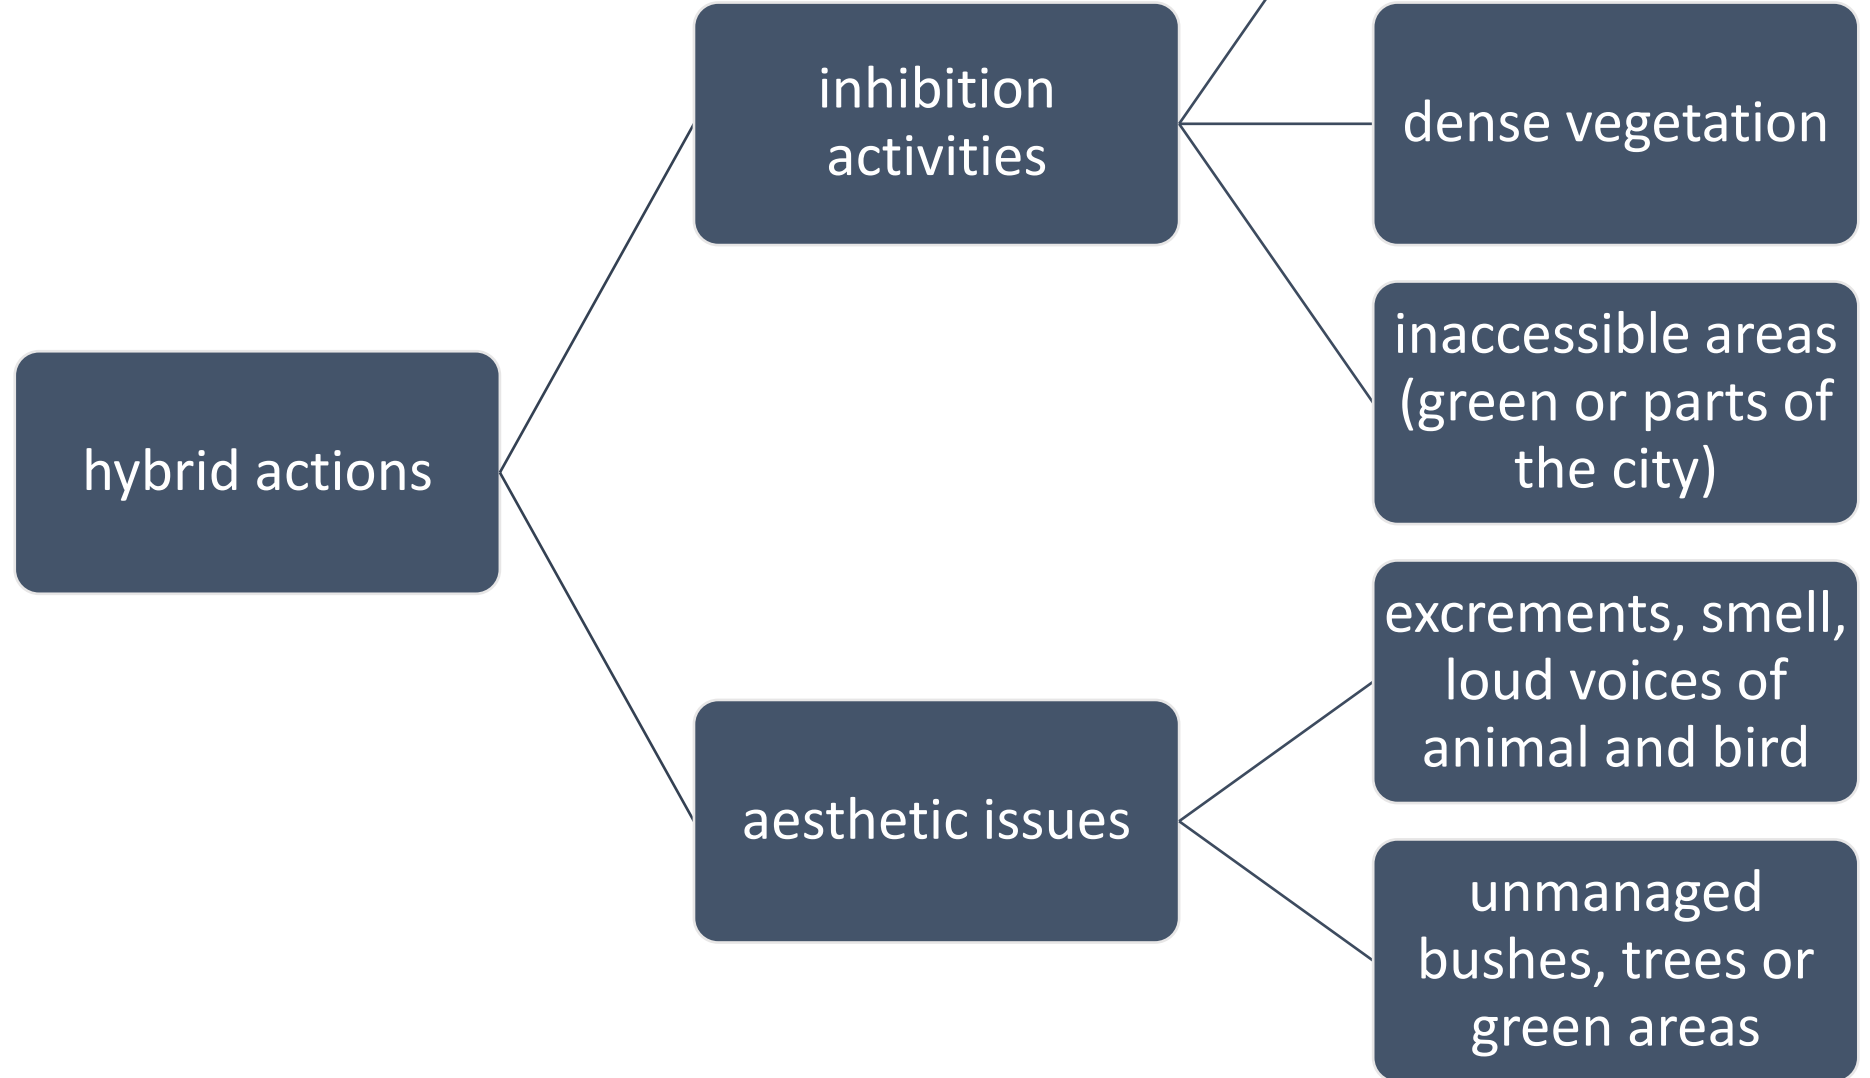 inhibition
activities
dense vegetation
inaccessible areas
(green or parts of
the city)
hybrid actions
excrements, smell,
loud voices of
animal and bird
aesthetic issues
unmanaged
bushes, trees or
green areas